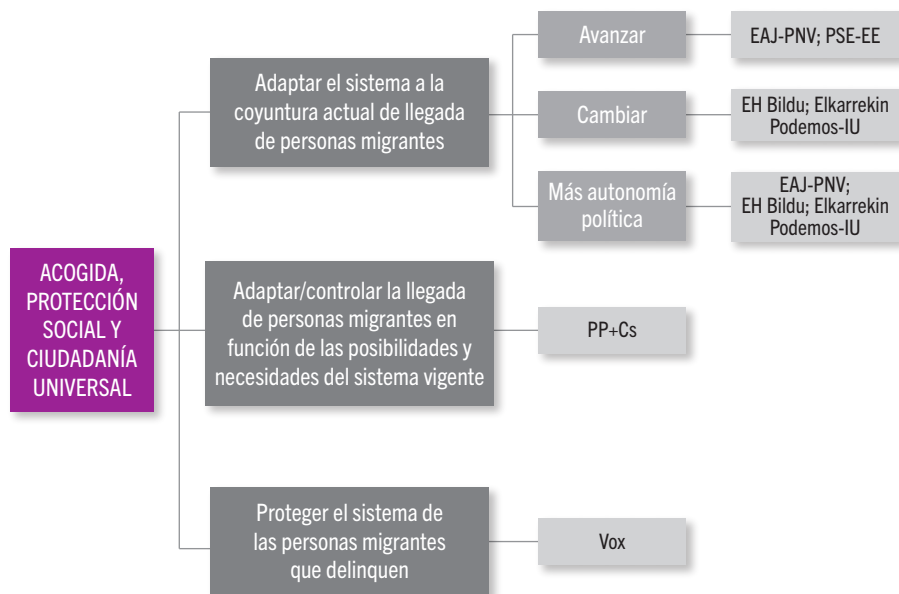 ACOGIDA,
PROTECCIÓN
SOCIAL Y
CIUDADANÍA
UNIVERSAL
Adaptar el sistema a la
coyuntura actual de llegada
de personas migrantes
Avanzar
EAJ-PNV; PSE-EE
Cambiar
EH Bildu; Elkarrekin
Podemos-IU
Más autonomía
política
EAJ-PNV;
EH Bildu; Elkarrekin
Podemos-IU
Adaptar/controlar la llegada
de personas migrantes en
función de las posibilidades y
necesidades del sistema vigente
PP+Cs
Proteger el sistema de
las personas migrantes
que delinquen
Vox